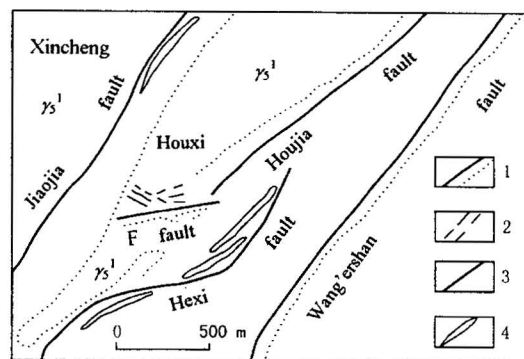 Xincheng
γ₅¹
Jiaojia fault
γ₅¹
Houxi
Houjia fault
F fault
γ₅¹
Hexi fault
Wang'ershan fault
0 500 m
1
2
3
4